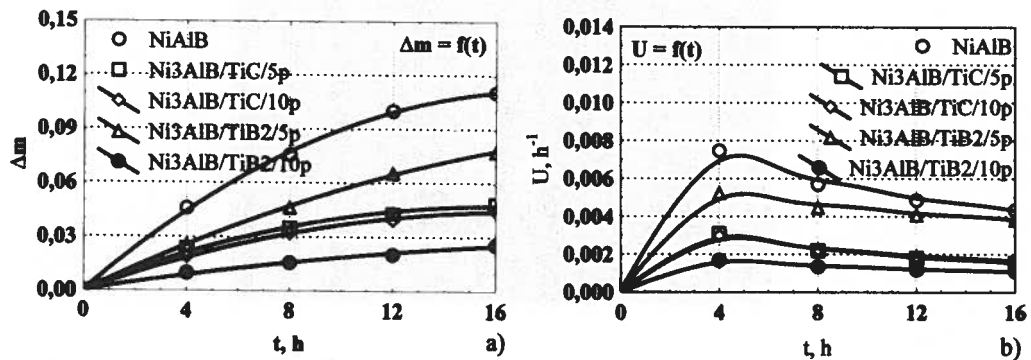 0,15
0,12
0,09
0,06
0,03
0,00
Δm
NiAlB
Ni3AlB/TiC/5p
Ni3AlB/TiC/10p
Ni3AlB/TiB2/5p
Ni3AlB/TiB2/10p
Δm = f(t)
0 4 8 12 16
t, h
a)
0,014
0,012
0,010
0,008
0,006
0,004
0,002
0,000
U, h-1
U = f(t)
NiAlB
Ni3AlB/TiC/5p
Ni3AlB/TiC/10p
Ni3AlB/TiB2/5p
Ni3AlB/TiB2/10p
0 4 8 12 16
t, h
b)